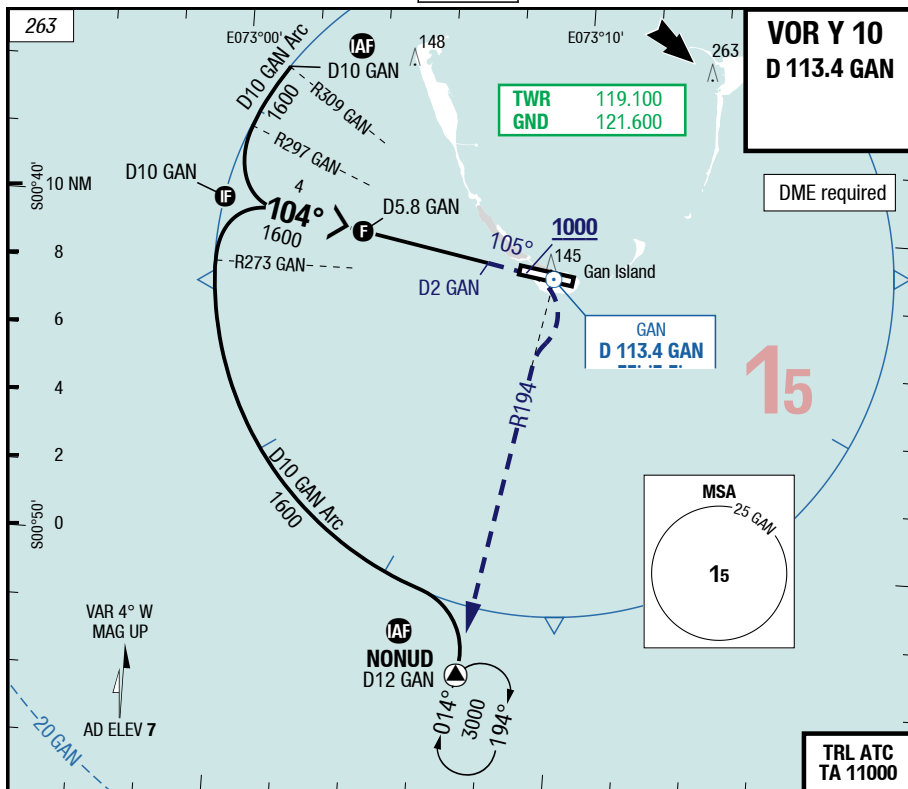 263
E073°00'
IAF
148
E073°10'
263
VOR Y 10
D 113.4 GAN
D10 GAN Arc
1600
D10 GAN
R309 GAN
TWR 119.100
GND 121.600
R297 GAN
S00°40'
10 NM
D10 GAN
IF
4
104°
1600
F
D5.8 GAN
DME required
8
R273 GAN
105°
1000
145
Gan Island
D2 GAN
6
GAN
D 113.4 GAN
R194
15
4
2
D10 GAN Arc
1600
S00°50'
0
MSA
25 GAN
15
VAR 4° W
MAG UP
AD ELEV 7
20 GAN
IAF
NONUD
D12 GAN
014°
3000
194°
TRL ATC
TA 11000